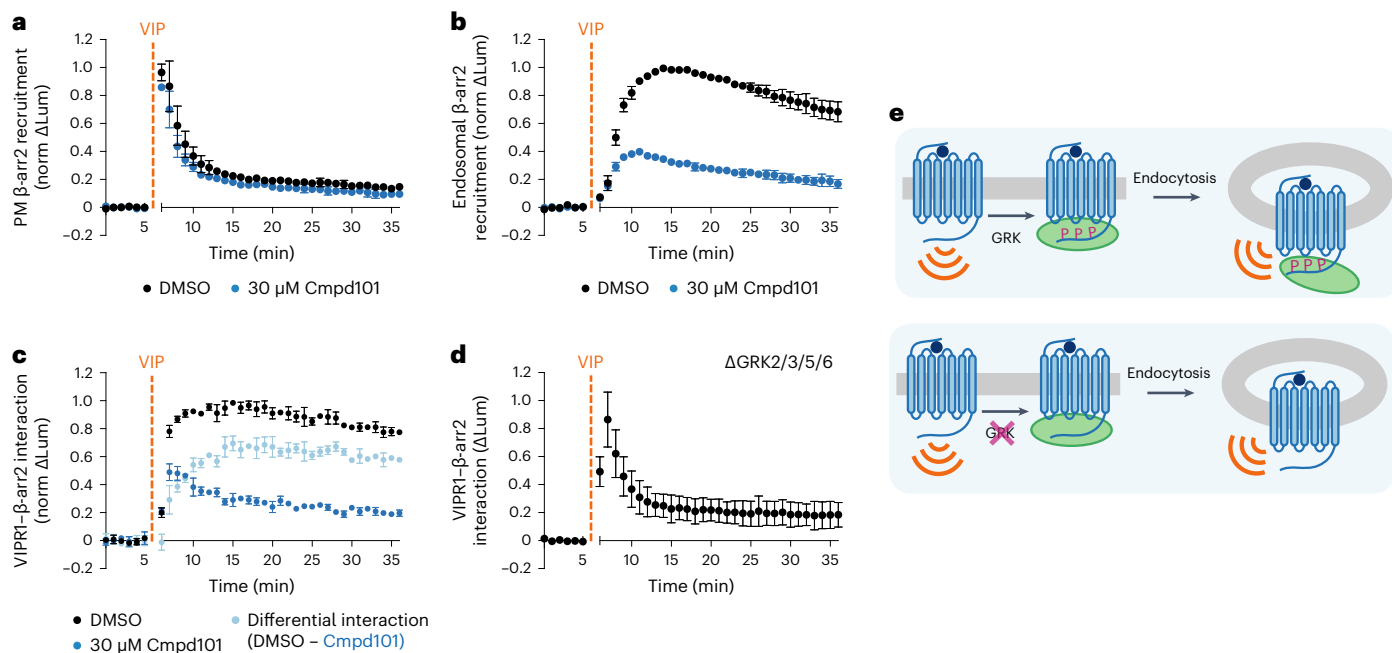 a
VIP
PM β-arr2 recruitment
(norm ΔLum)
1.2
1.0
0.8
0.6
0.4
0.2
0
–0.2
5
10
15
20
25
30
35
Time (min)
DMSO
30 µM Cmpd101
b
VIP
Endosomal β-arr2
recruitment (norm ΔLum)
1.2
1.0
0.8
0.6
0.4
0.2
0
–0.2
5
10
15
20
25
30
35
Time (min)
DMSO
30 µM Cmpd101
c
VIP
VIPR1–β-arr2 interaction
(norm ΔLum)
1.2
1.0
0.8
0.6
0.4
0.2
0
–0.2
5
10
15
20
25
30
35
Time (min)
DMSO
30 µM Cmpd101
Differential interaction
(DMSO – Cmpd101)
d
VIP
ΔGRK2/3/5/6
VIPR1–β-arr2
interaction (ΔLum)
1.2
1.0
0.8
0.6
0.4
0.2
0
–0.2
5
10
15
20
25
30
35
Time (min)
e
GRK
P P P
Endocytosis
P P P
GRK
Endocytosis